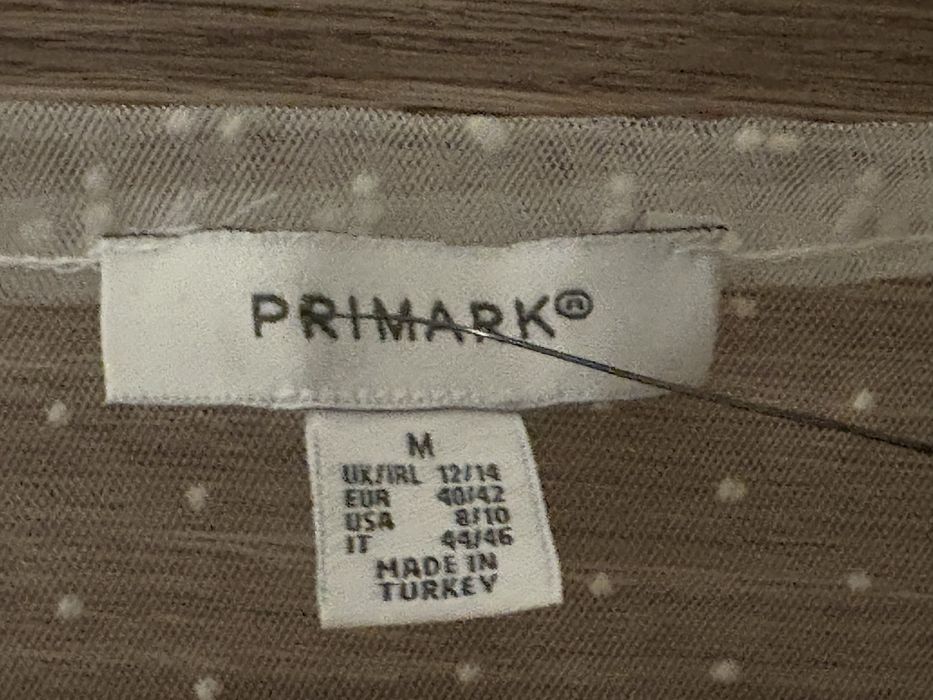 PRIMARK®
M
UK/IRL 12/14
EUR 40/42
USA 8/10
IT 44/46
MADE IN
TURKEY